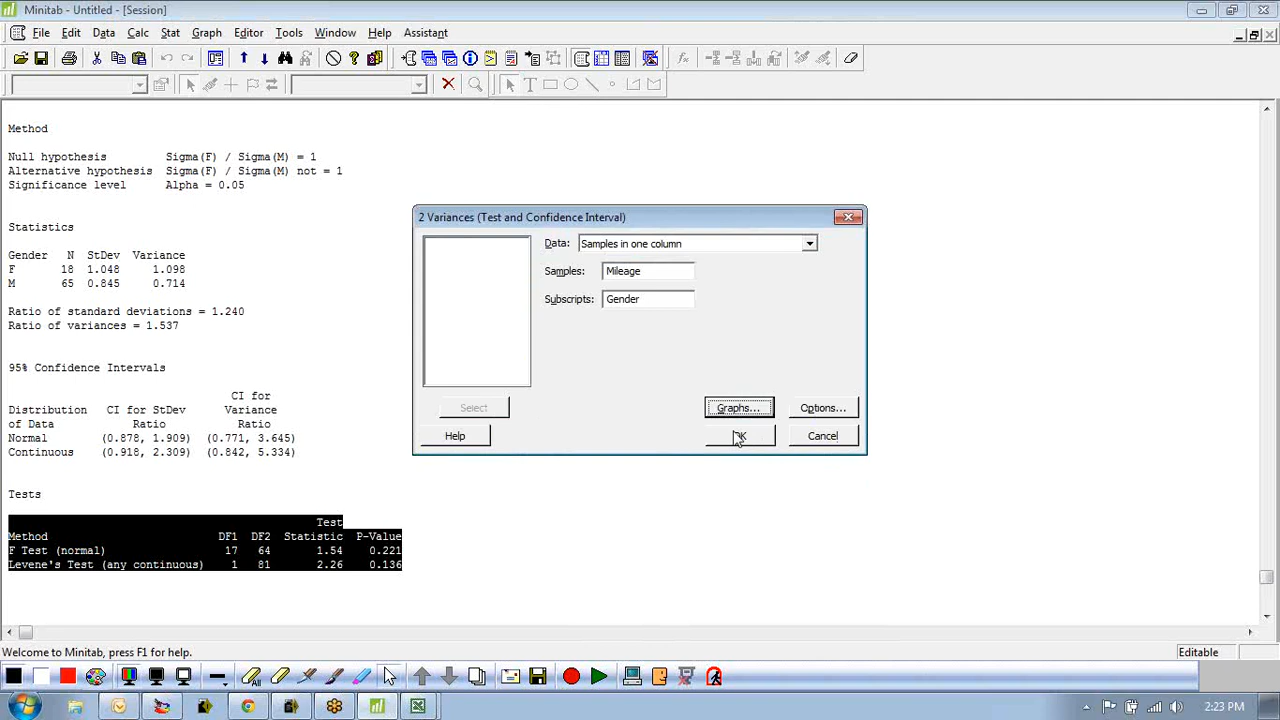 Minitab - Untitled - [Session]
File Edit Data Calc Stat Graph Editor Tools Window Help Assistant
Method
Null hypothesis Sigma(F) / Sigma(M) = 1
Alternative hypothesis Sigma(F) / Sigma(M) not = 1
Significance level Alpha = 0.05
Statistics
Gender N StDev Variance
F 18 1.048 1.098
M 65 0.845 0.714
Ratio of standard deviations = 1.240
Ratio of variances = 1.537
95% Confidence Intervals
CI for
Distribution CI for StDev Variance
of Data Ratio Ratio
Normal (0.878, 1.909) (0.771, 3.645)
Continuous (0.918, 2.309) (0.842, 5.334)
Tests
Test
Method DF1 DF2 Statistic P-Value
F Test (normal) 17 64 1.54 0.221
Levene's Test (any continuous) 1 81 2.26 0.136
2 Variances (Test and Confidence Interval)
Data: Samples in one column
Samples: Mileage
Subscripts: Gender
Select Graphs... Options...
Help OK Cancel
Welcome to Minitab, press F1 for help. Editable
2:23 PM